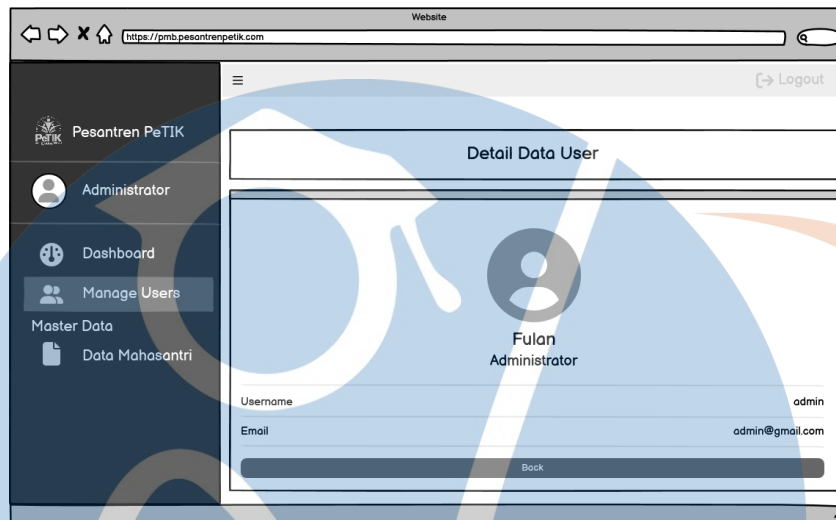 Website
https://pmb.pesantrenpetik.com
Logout
PeTIK
Pesantren PeTIK
Detail Data User
Administrator
Dashboard
Manage Users
Master Data
Data Mahasantri
Fulan
Administrator
Username admin
Email admin@gmail.com
Back